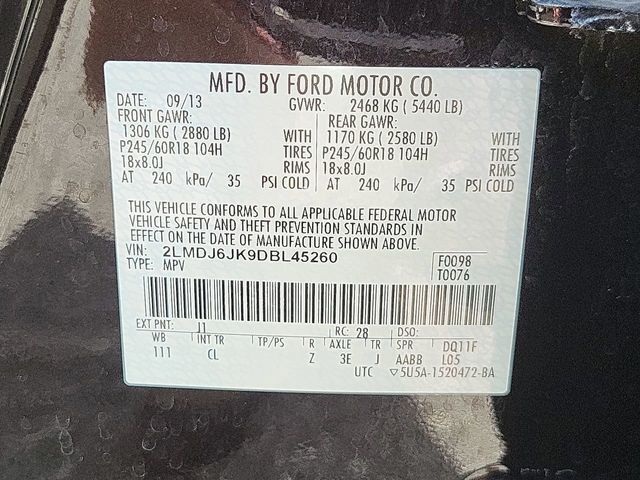 MFD. BY FORD MOTOR CO.
DATE: 09/13 GVWR: 2468 KG ( 5440 LB)
FRONT GAWR: REAR GAWR:
1306 KG ( 2880 LB) WITH 1170 KG ( 2580 LB) WITH
P245/60R18 104H TIRES P245/60R18 104H TIRES
18x8.0J RIMS 18x8.0J RIMS
AT 240 kPa/ 35 PSI COLD AT 240 kPa/ 35 PSI COLD
THIS VEHICLE CONFORMS TO ALL APPLICABLE FEDERAL MOTOR
VEHICLE SAFETY AND THEFT PREVENTION STANDARDS IN
EFFECT ON THE DATE OF MANUFACTURE SHOWN ABOVE.
VIN: 2LMDJ6JK9DBL45260 F0098
TYPE: MPV T0076
EXT PNT: J1 RC: 28 DSO:
WB INT TR TP/PS R AXLE TR SPR DQ11F
111 CL Z 3E J AABB L05
UTC ▽5U5A-1520472-BA